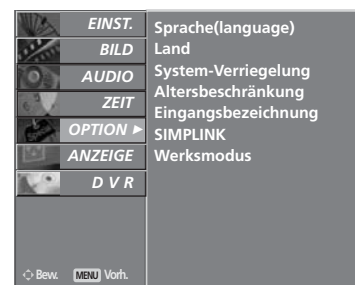 EINST.
BILD
AUDIO
ZEIT
OPTION ►
ANZEIGE
D V R
Sprache(language)
Land
System-Verriegelung
Altersbeschränkung
Eingangsbezeichnung
SIMPLINK
Werksmodus
Bew. MENU Vorh.